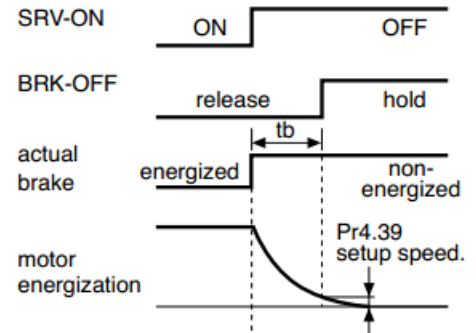 SRV-ON
ON
OFF
BRK-OFF
release
hold
tb
actual
brake
energized
non-
energized
Pr4.39
setup speed.
motor
energization